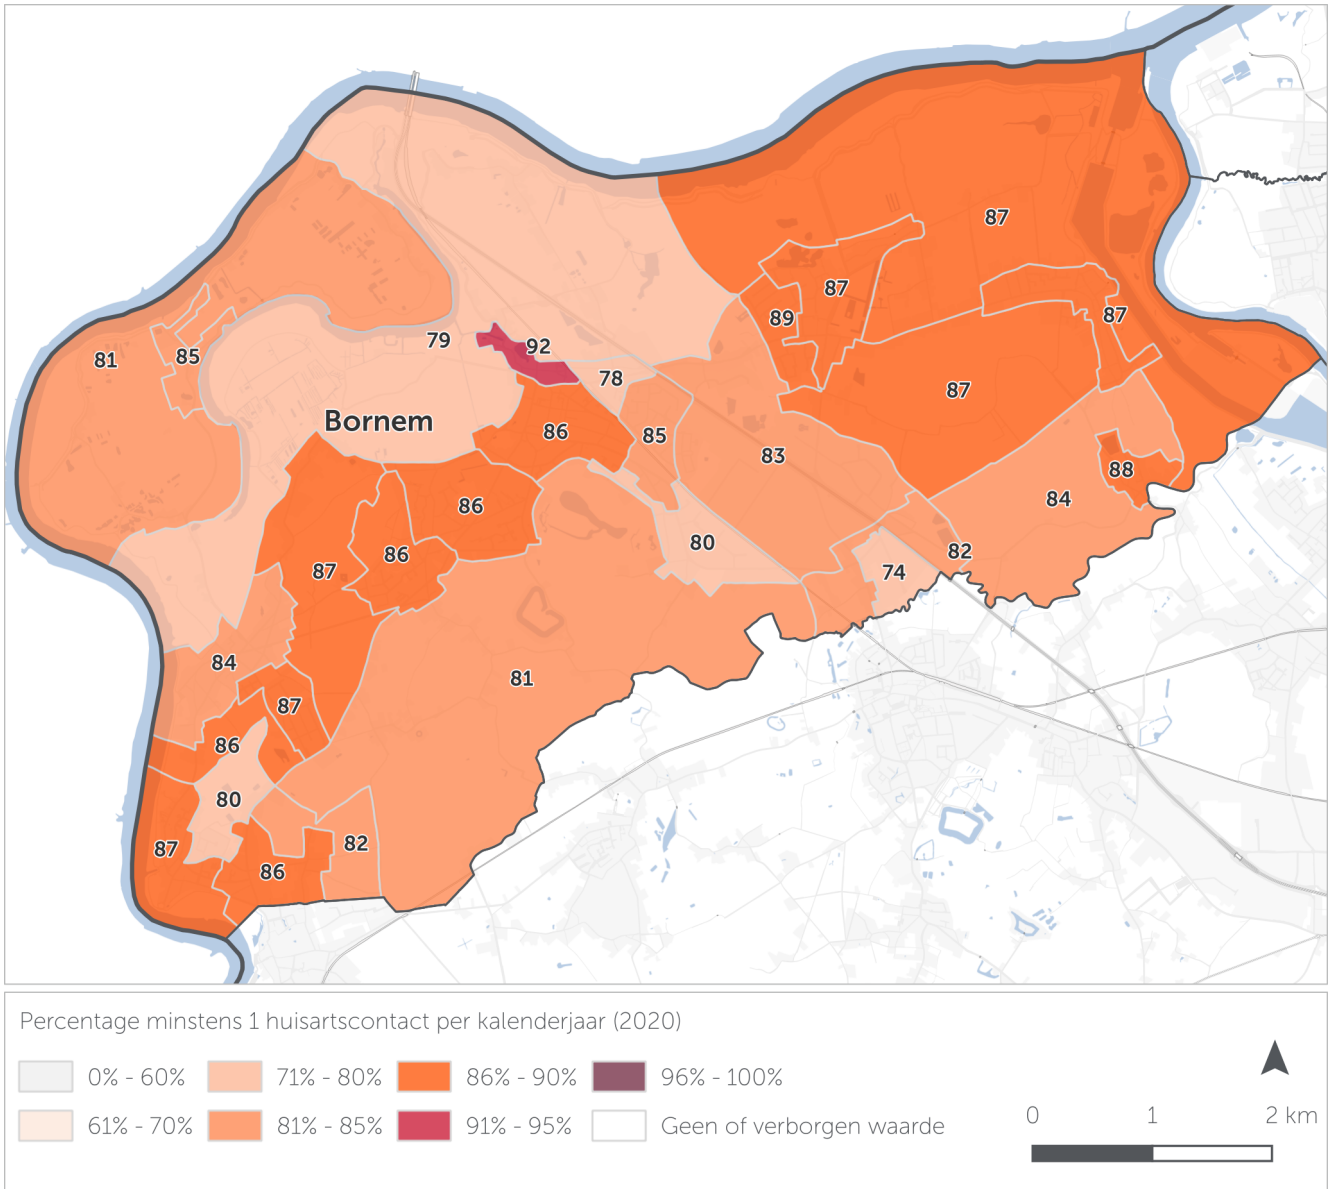 87
87
89
87
79
92
81
85
78
87
Bornem
86
85
83
88
86
84
80
86
82
87
74
84
81
87
86
80
82
87
86
Percentage minstens 1 huisartscontact per kalenderjaar (2020)
0% - 60%
71% - 80%
86% - 90%
96% - 100%
61% - 70%
81% - 85%
91% - 95%
Geen of verborgen waarde
0 1 2 km